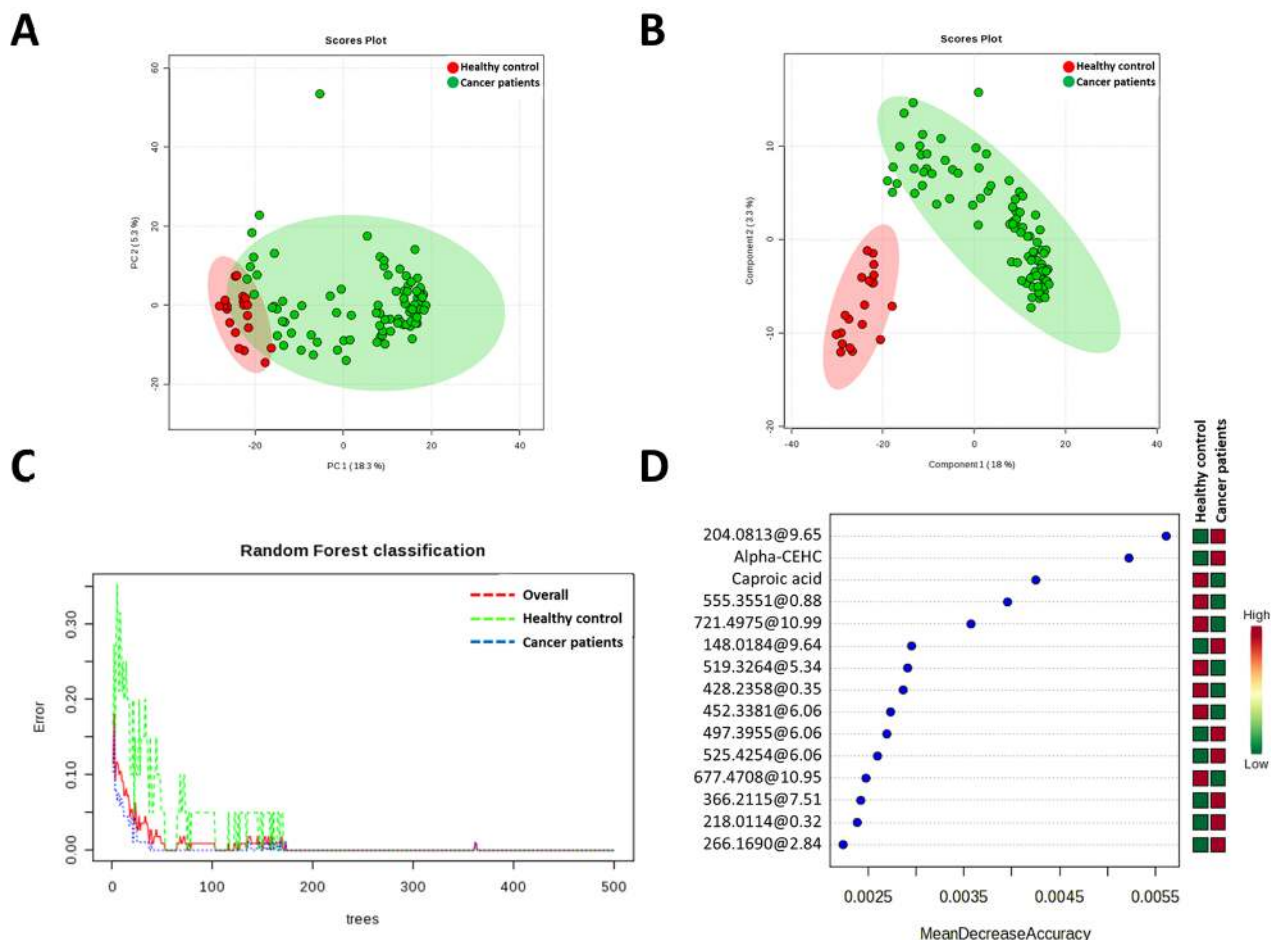 A
Scores Plot
Healthy control
Cancer patients
PC 2 ( 5.3 %)
60
40
20
0
-20
-20
0
20
40
PC 1 ( 18.3 %)
B
Scores Plot
Healthy control
Cancer patients
Component 2 ( 3.3 %)
10
0
-10
-20
-40
-20
0
20
40
Component 1 ( 18 %)
C
Random Forest classification
Overall
Healthy control
Cancer patients
Error
0.30
0.20
0.10
0.00
0
100
200
300
400
500
trees
D
Healthy control
Cancer patients
204.0813@9.65
Alpha-CEHC
Caproic acid
555.3551@0.88
721.4975@10.99
148.0184@9.64
519.3264@5.34
428.2358@0.35
452.3381@6.06
497.3955@6.06
525.4254@6.06
677.4708@10.95
366.2115@7.51
218.0114@0.32
266.1690@2.84
High
Low
0.0025
0.0035
0.0045
0.0055
MeanDecreaseAccuracy